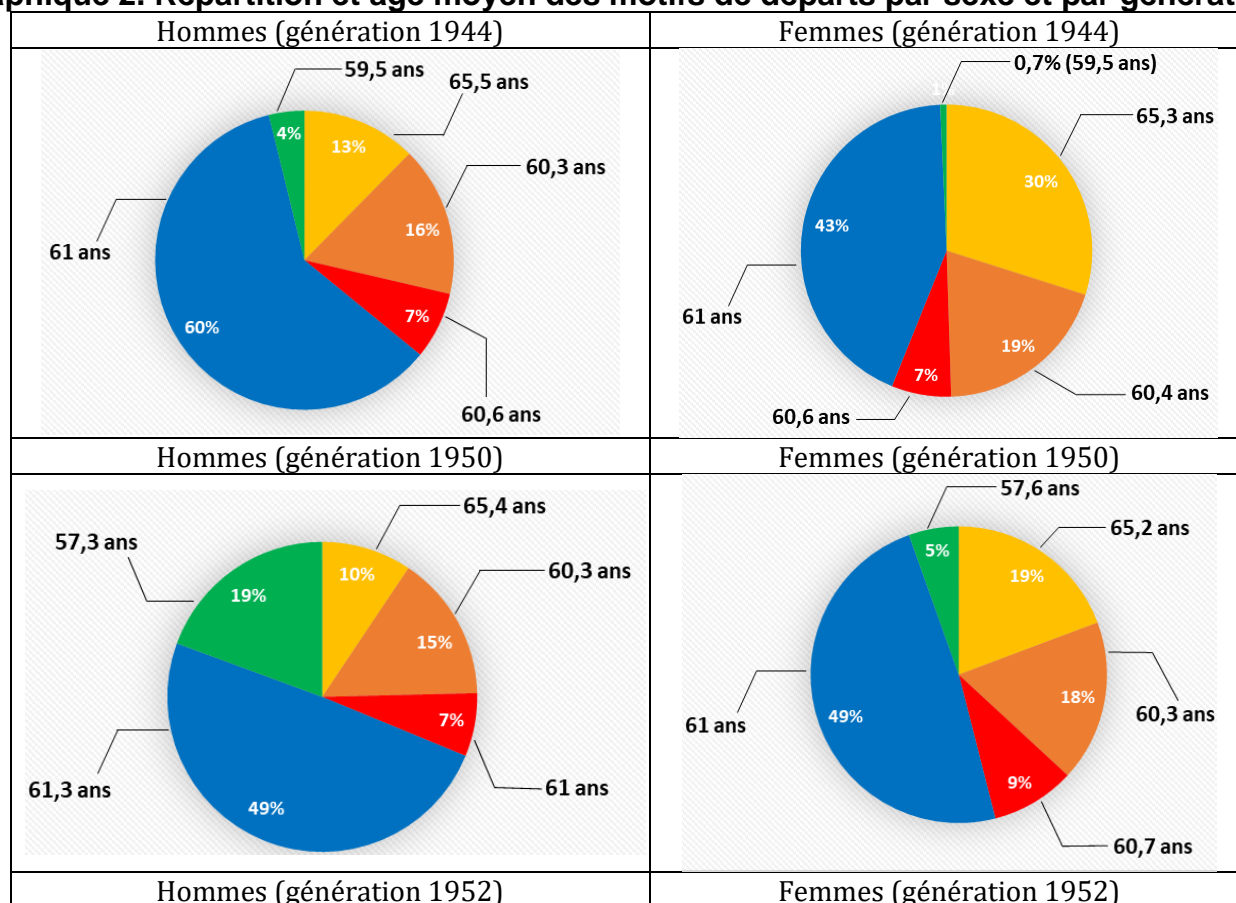 aphique 2. Répartition et âge moyen des motifs de départs par sexe et par générat
Hommes (génération 1944)
Femmes (génération 1944)
59,5 ans
65,5 ans
4%
13%
60,3 ans
16%
61 ans
7%
60%
60,6 ans
0,7% (59,5 ans)
65,3 ans
30%
43%
61 ans
19%
7%
60,4 ans
60,6 ans
Hommes (génération 1950)
Femmes (génération 1950)
65,4 ans
57,3 ans
10%
60,3 ans
19%
15%
7%
61,3 ans
61 ans
49%
57,6 ans
65,2 ans
5%
19%
18%
60,3 ans
61 ans
49%
9%
60,7 ans
Hommes (génération 1952)
Femmes (génération 1952)